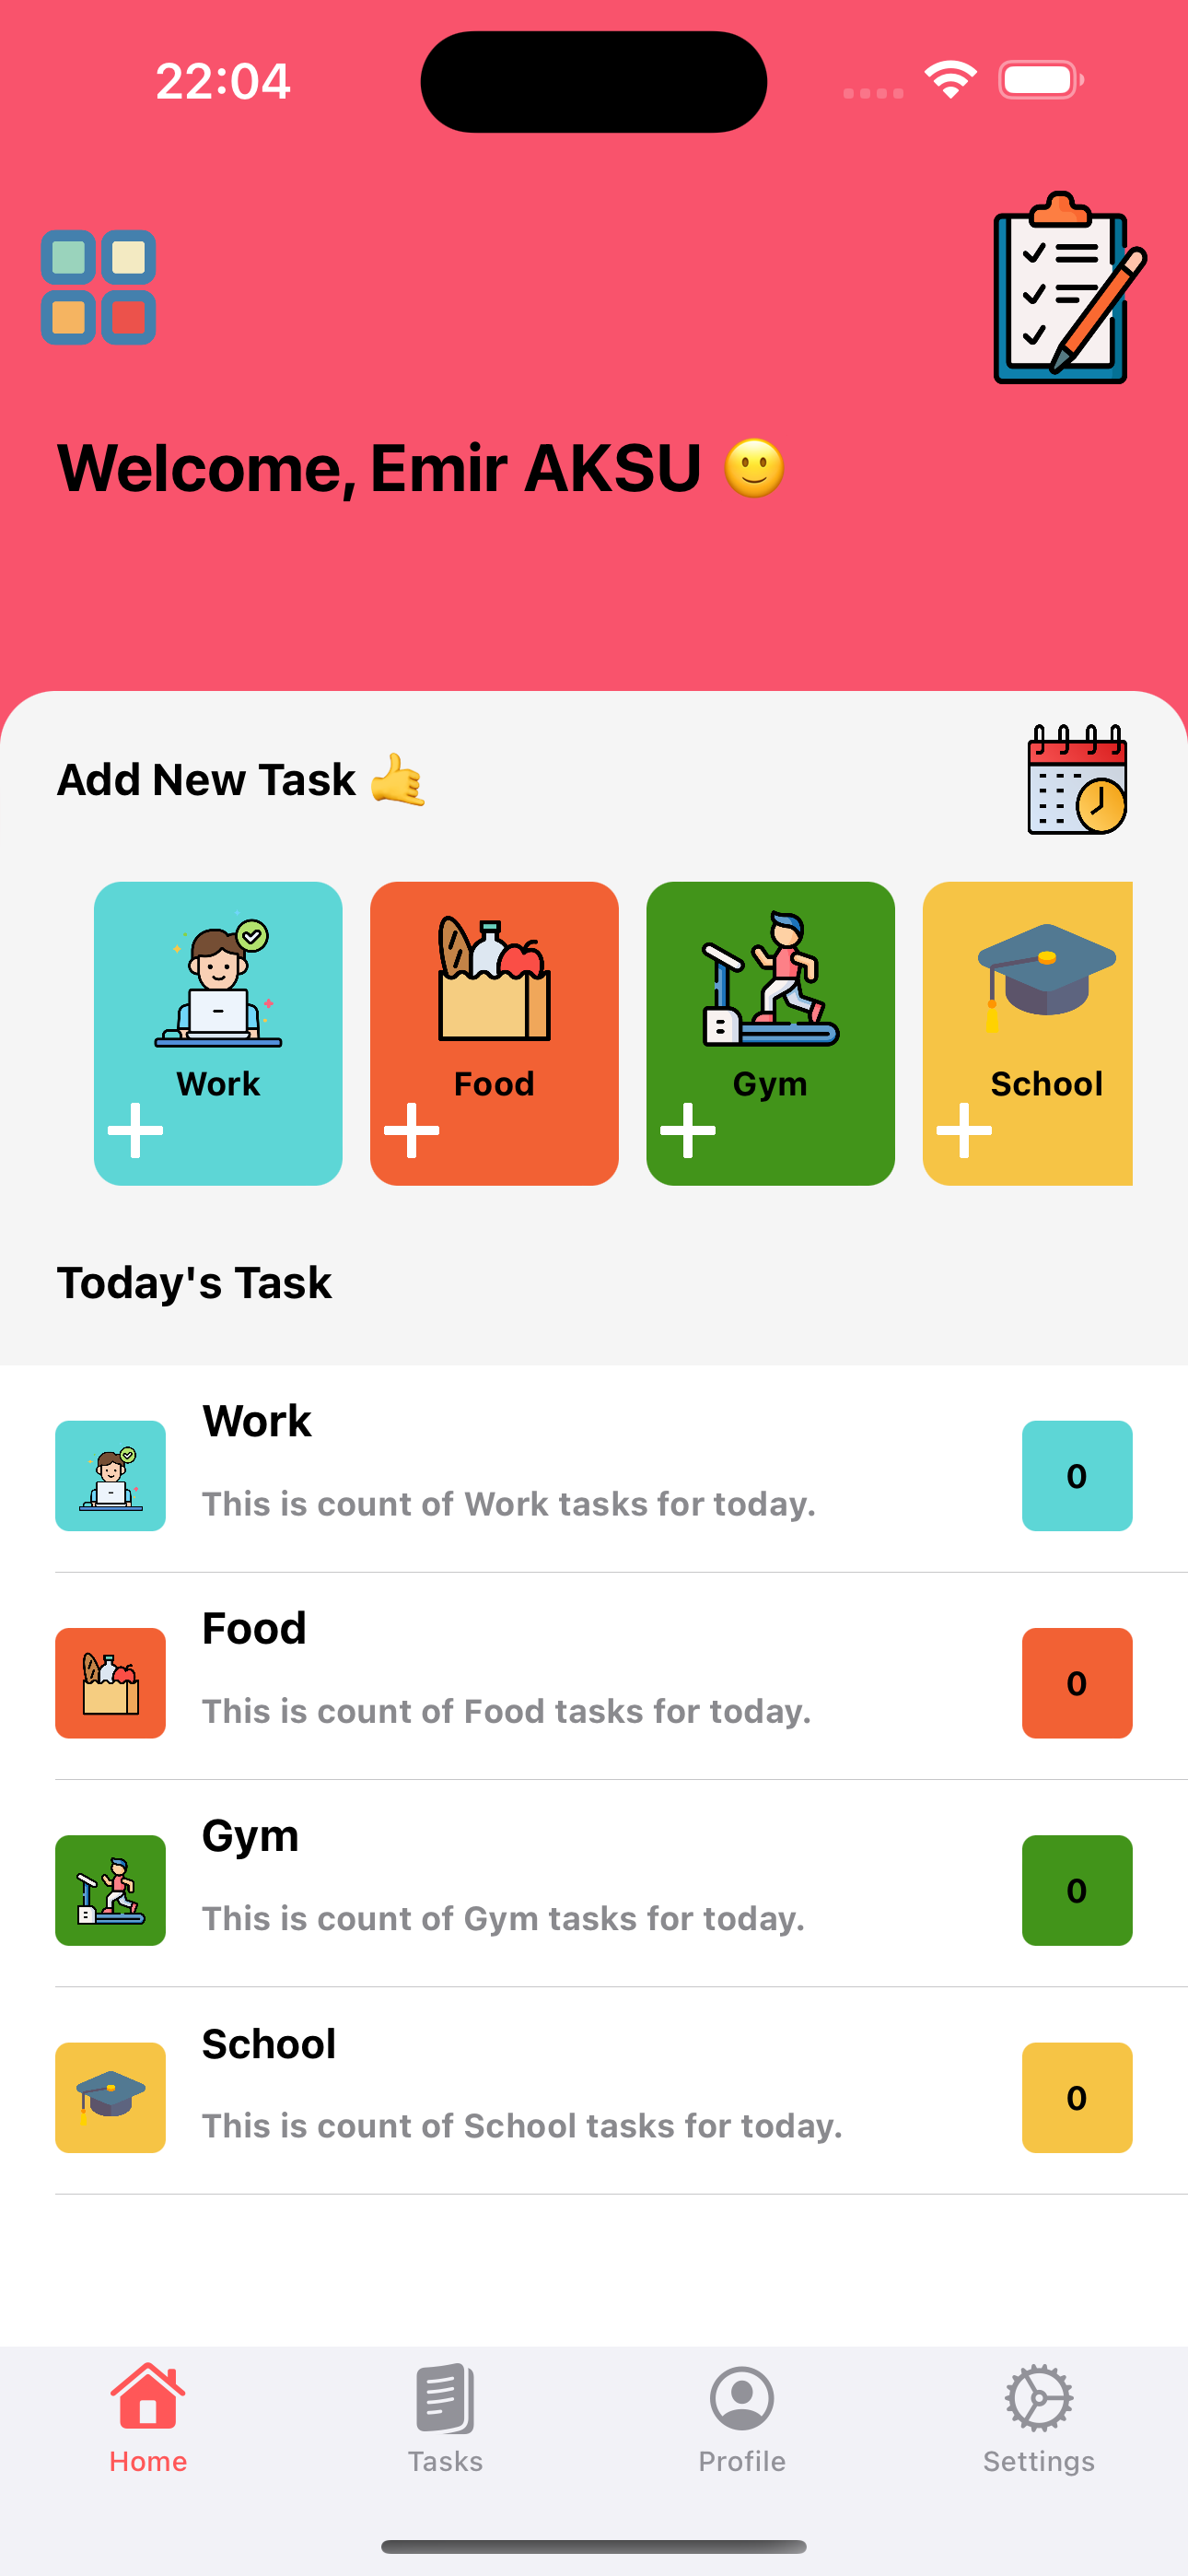 22:04
Welcome, Emir AKSU 🙂
Add New Task 🤙
Work
Food
Gym
School
Today's Task
Work
This is count of Work tasks for today.
0
Food
This is count of Food tasks for today.
0
Gym
This is count of Gym tasks for today.
0
School
This is count of School tasks for today.
0
Home
Tasks
Profile
Settings